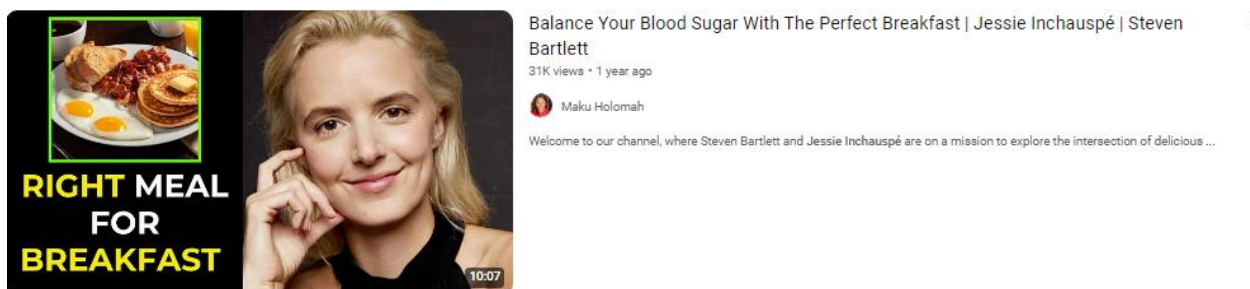 RIGHT MEAL
FOR
BREAKFAST
10:07
Balance Your Blood Sugar With The Perfect Breakfast | Jessie Inchauspé | Steven
Bartlett
31K views • 1 year ago
Maku Holomah
Welcome to our channel, where Steven Bartlett and Jessie Inchauspé are on a mission to explore the intersection of delicious ...